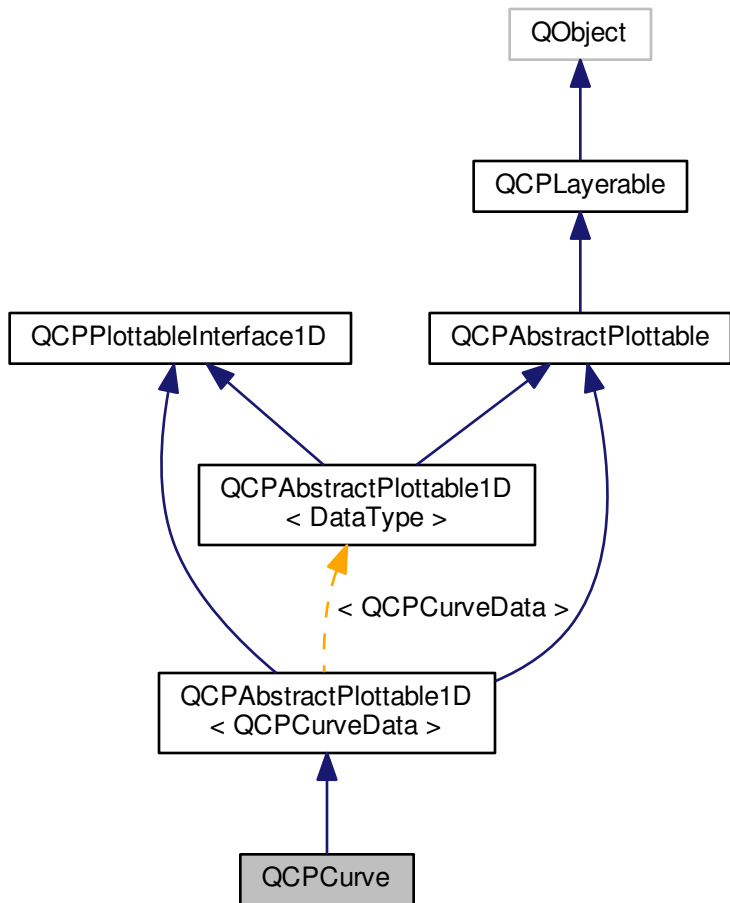 QObject
QCPLayerable
QCPPlottableInterface1D
QCPAbstractPlottable
QCPAbstractPlottable1D
< DataType >
< QCPCurveData >
QCPAbstractPlottable1D
< QCPCurveData >
QCPCurve